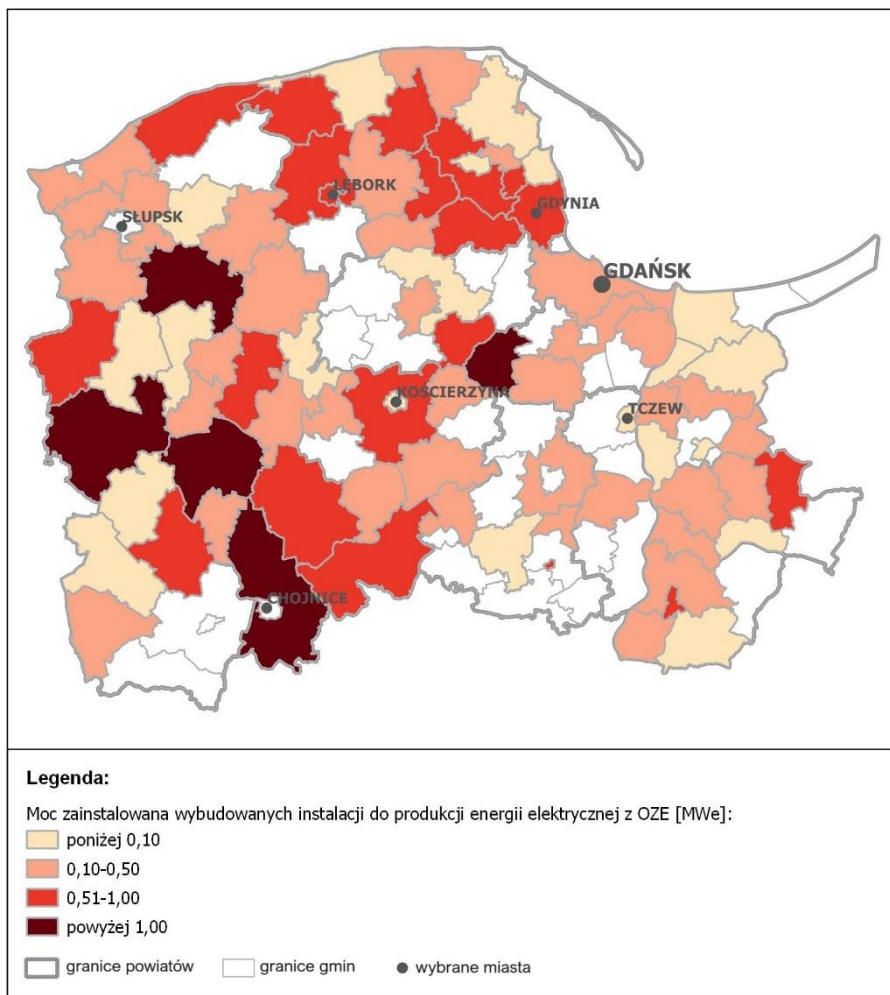 LĘBORK
SŁUPSK
GDYNIA
GDAŃSK
KOŚCIERZYNA
TCZEW
CHOJNICE
Legenda:
Moc zainstalowana wybudowanych instalacji do produkcji energii elektrycznej z OZE [MWe]:
poniżej 0,10
0,10-0,50
0,51-1,00
powyżej 1,00
granice powiatów granice gmin wybrane miasta